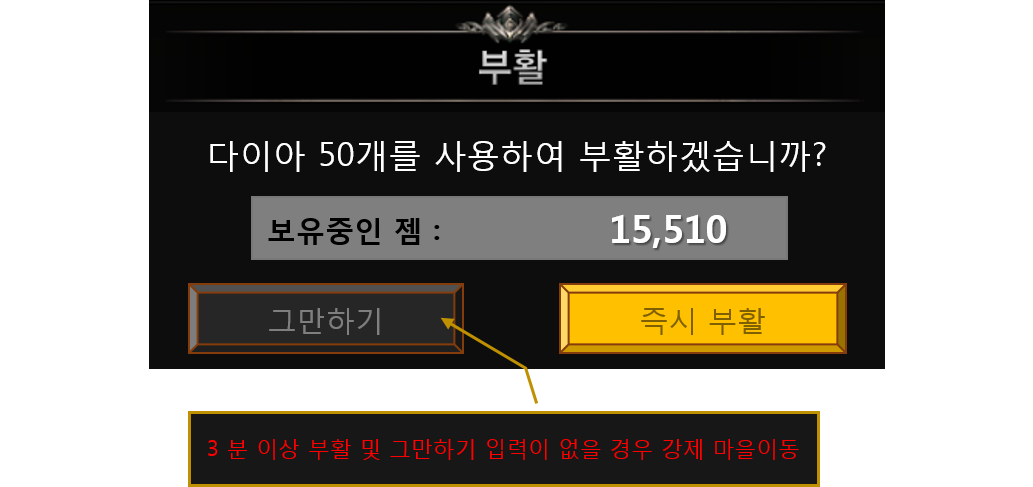 부활
다이아 50개를 사용하여 부활하겠습니까?
보유중인 젬 : 15,510
그만하기 즉시 부활
3 분 이상 부활 및 그만하기 입력이 없을 경우 강제 마을이동